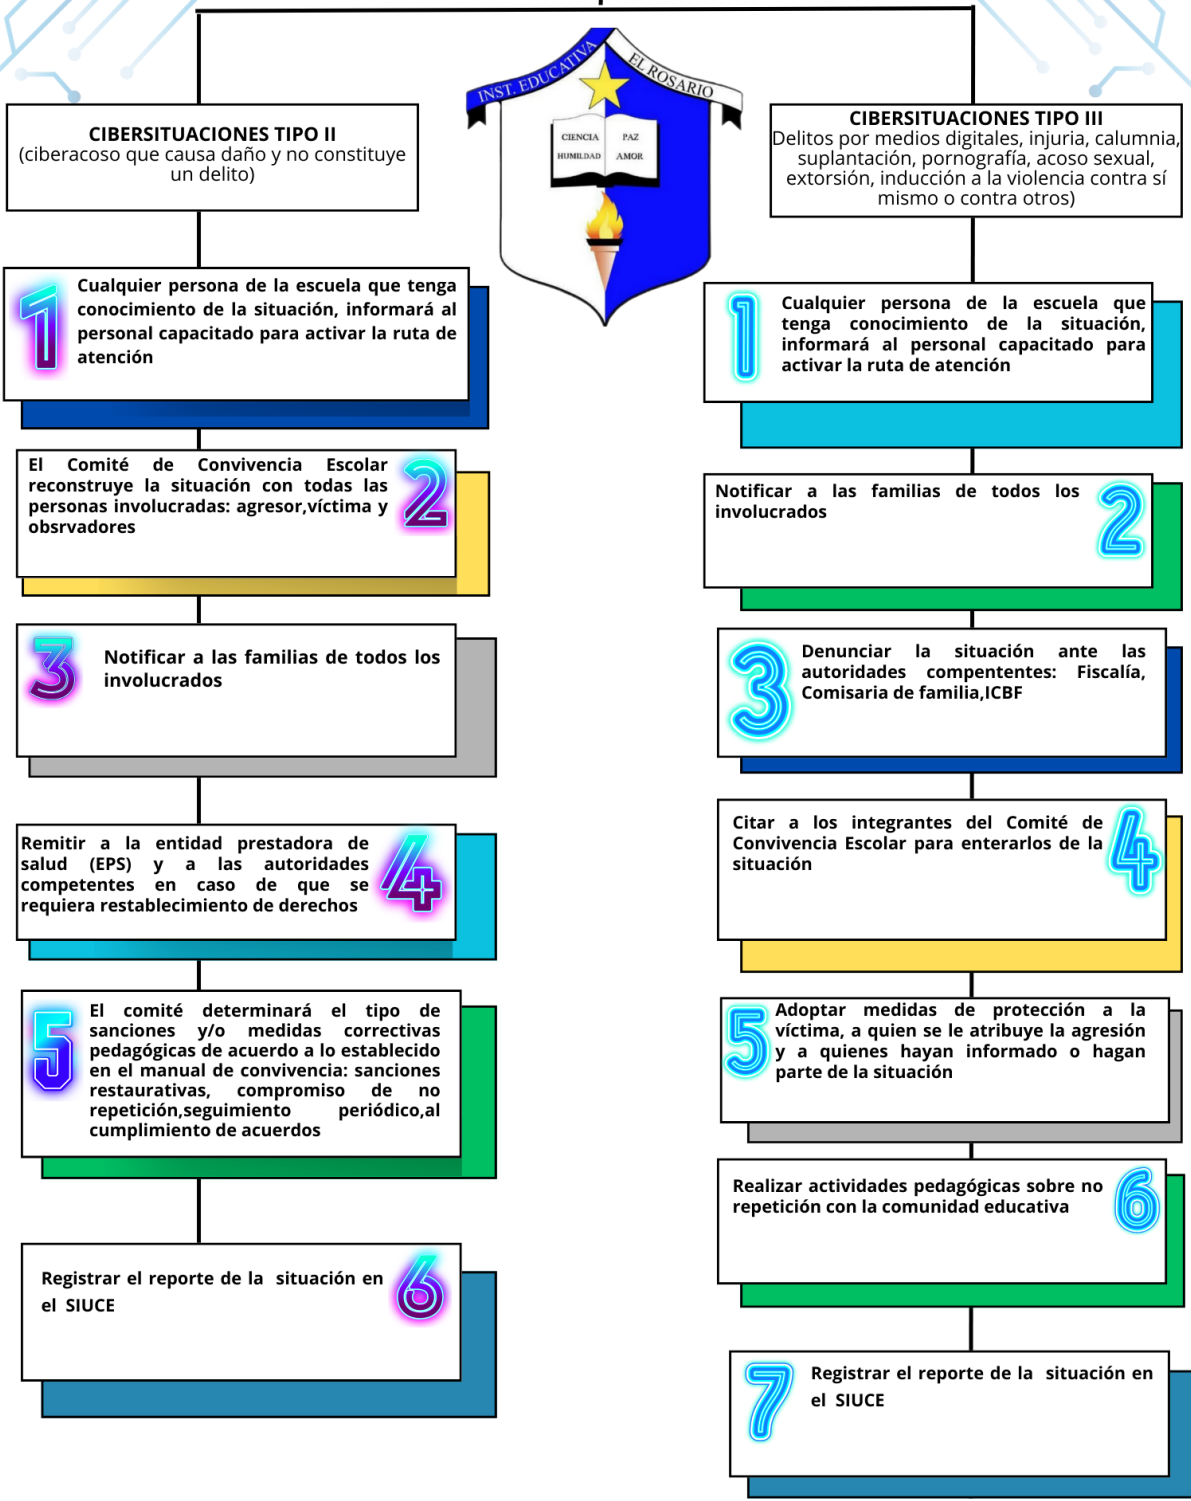 INST. EDUCATIVA
EL ROSARIO
CIENCIA
HUMILDAD
PAZ
AMOR
CIBERSITUACIONES TIPO II
(ciberacoso que causa daño y no constituye
un delito)
1
Cualquier persona de la escuela que tenga
conocimiento de la situación, informará al
personal capacitado para activar la ruta de
atención
El Comité de Convivencia Escolar
reconstruye la situación con todas las
personas involucradas: agresor,víctima y
obsrvadores
2
3
Notificar a las familias de todos los
involucrados
Remitir a la entidad prestadora de
salud (EPS) y a las autoridades
competentes en caso de que se
requiera restablecimiento de derechos
4
5
El comité determinará el tipo de
sanciones y/o medidas correctivas
pedagógicas de acuerdo a lo establecido
en el manual de convivencia: sanciones
restaurativas, compromiso de no
repetición,seguimiento periódico,al
cumplimiento de acuerdos
Registrar el reporte de la situación en
el SIUCE
6
CIBERSITUACIONES TIPO III
Delitos por medios digitales, injuria, calumnia,
suplantación, pornografía, acoso sexual,
extorsión, inducción a la violencia contra sí
mismo o contra otros)
1
Cualquier persona de la escuela que
tenga conocimiento de la situación,
informará al personal capacitado para
activar la ruta de atención
Notificar a las familias de todos los
involucrados
2
3
Denunciar la situación ante las
autoridades compententes: Fiscalía,
Comisaria de familia,ICBF
Citar a los integrantes del Comité de
Convivencia Escolar para enterarlos de la
situación
4
5
Adoptar medidas de protección a la
víctima, a quien se le atribuye la agresión
y a quienes hayan informado o hagan
parte de la situación
Realizar actividades pedagógicas sobre no
repetición con la comunidad educativa
6
7
Registrar el reporte de la situación en
el SIUCE